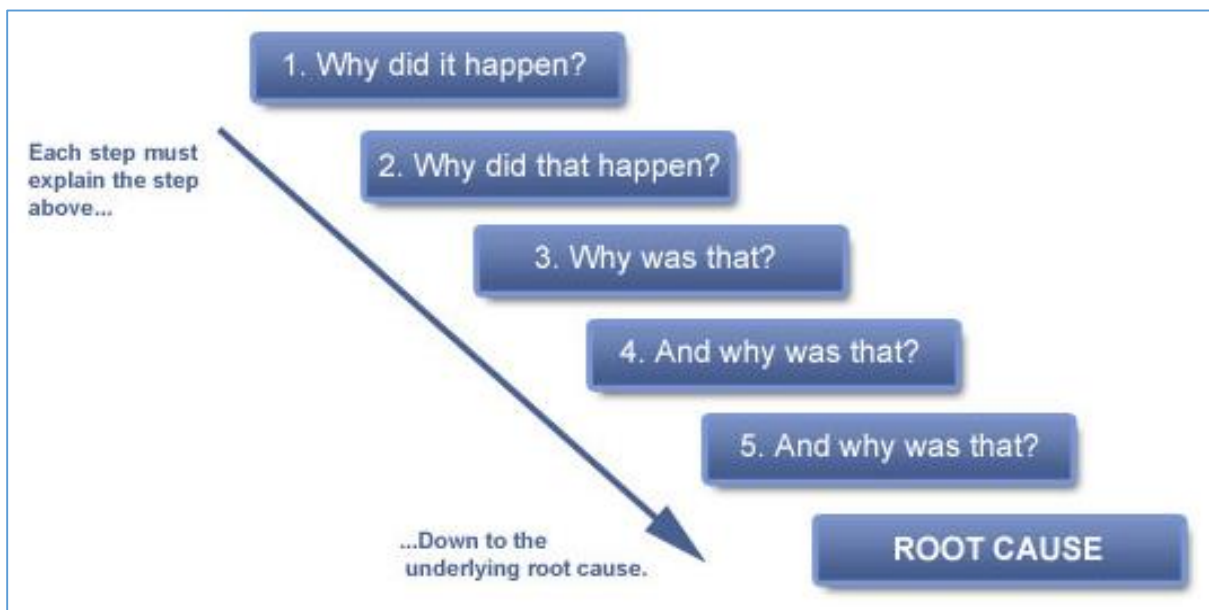 1. Why did it happen?
Each step must
explain the step
above...
2. Why did that happen?
3. Why was that?
4. And why was that?
5. And why was that?
...Down to the
underlying root cause.
ROOT CAUSE